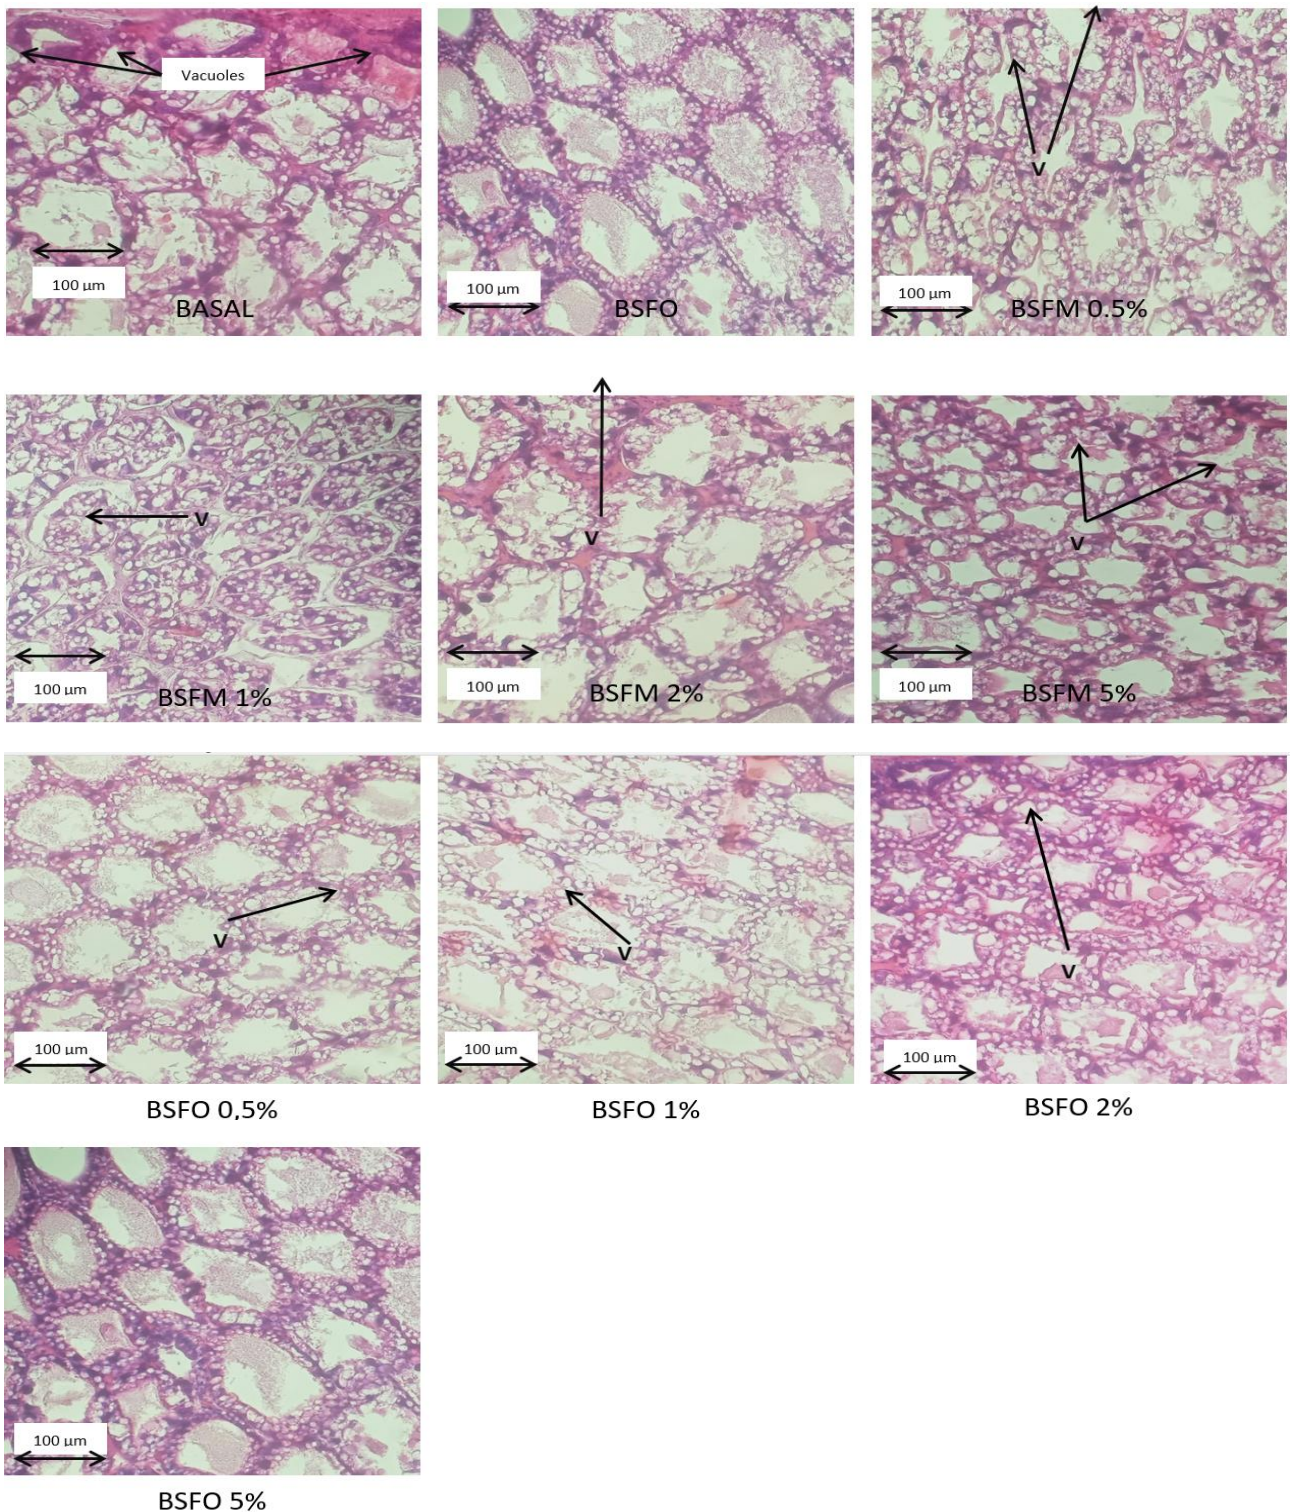 Vacuoles
100 µm
BASAL
100 µm
BSFO
V
100 µm
BSFM 0.5%
V
100 µm
BSFM 1%
V
100 µm
BSFM 2%
V
100 µm
BSFM 5%
V
100 µm
BSFO 0,5%
V
100 µm
BSFO 1%
V
100 µm
BSFO 2%
100 µm
BSFO 5%